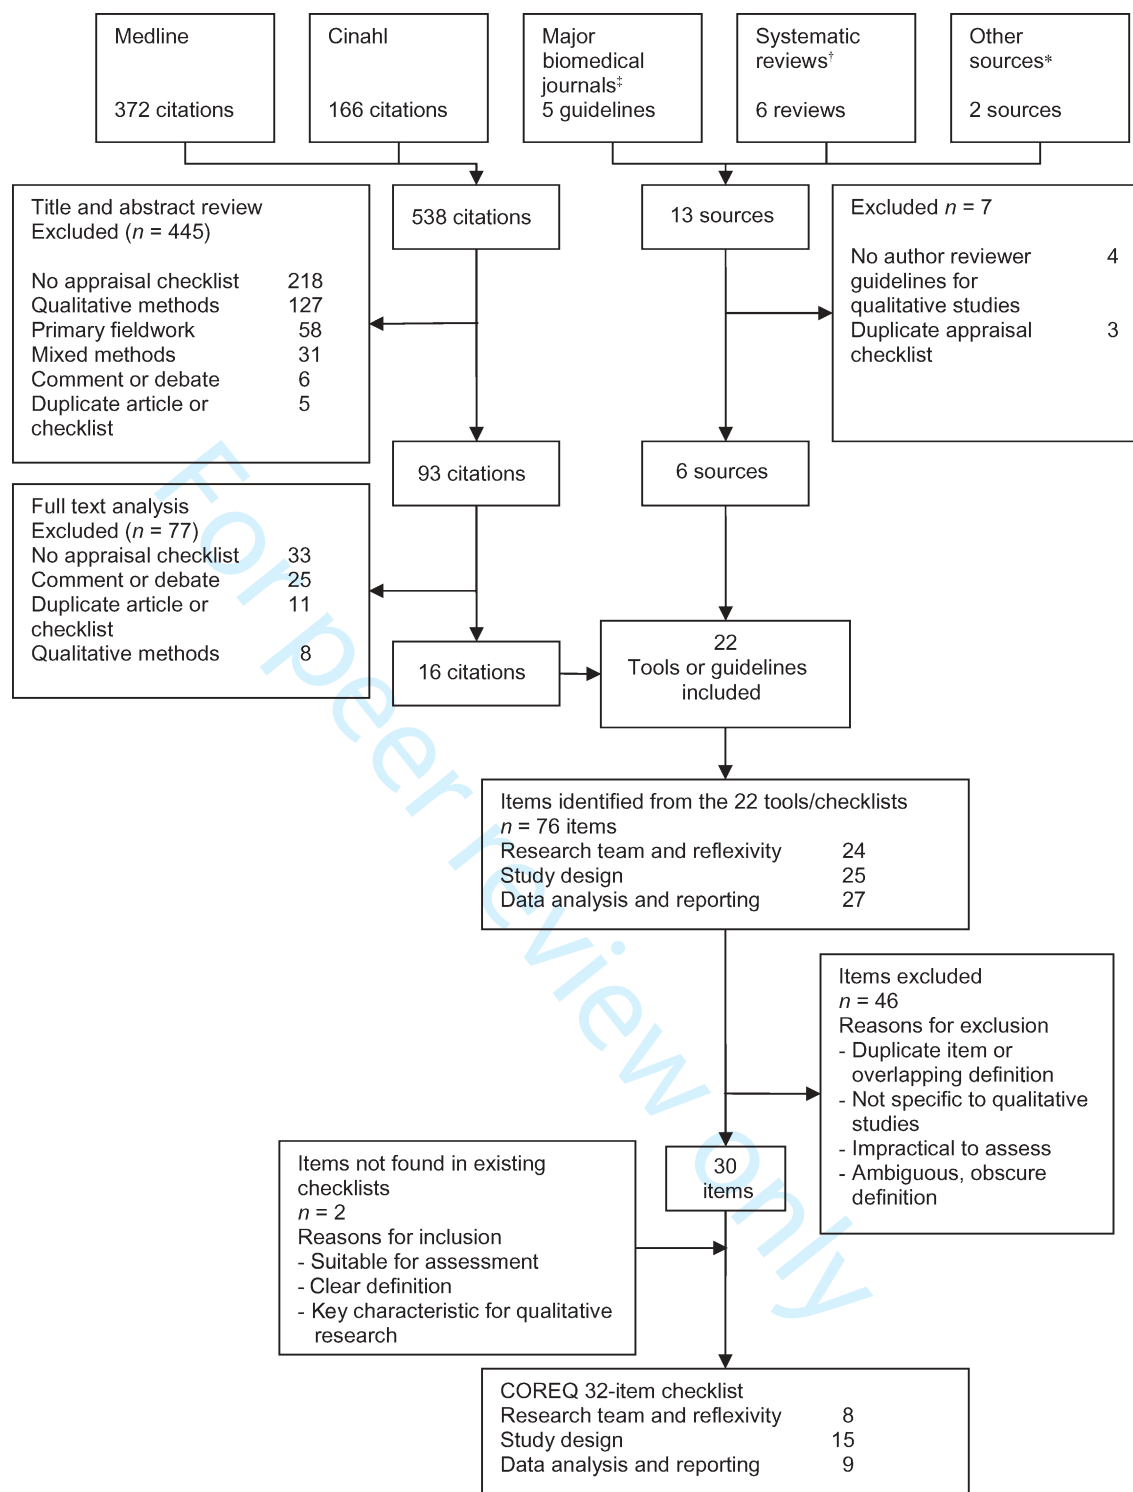 Medline
372 citations
Cinahl
166 citations
Major
biomedical
journals‡
5 guidelines
Systematic
reviews†
6 reviews
Other
sources*
2 sources
538 citations
13 sources
Title and abstract review
Excluded (n = 445)
No appraisal checklist 218
Qualitative methods 127
Primary fieldwork 58
Mixed methods 31
Comment or debate 6
Duplicate article or 5
checklist
Excluded n = 7
No author reviewer 4
guidelines for
qualitative studies
Duplicate appraisal 3
checklist
93 citations
6 sources
Full text analysis
Excluded (n = 77)
No appraisal checklist 33
Comment or debate 25
Duplicate article or 11
checklist
Qualitative methods 8
16 citations
22
Tools or guidelines
included
Items identified from the 22 tools/checklists
n = 76 items
Research team and reflexivity 24
Study design 25
Data analysis and reporting 27
Items excluded
n = 46
Reasons for exclusion
- Duplicate item or
overlapping definition
- Not specific to qualitative
studies
- Impractical to assess
- Ambiguous, obscure
definition
30
items
Items not found in existing
checklists
n = 2
Reasons for inclusion
- Suitable for assessment
- Clear definition
- Key characteristic for qualitative
research
COREQ 32-item checklist
Research team and reflexivity 8
Study design 15
Data analysis and reporting 9
For peer review only